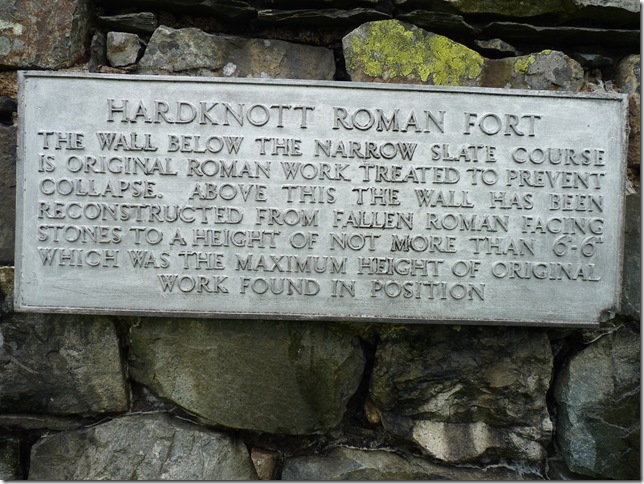 HARDKNOTT ROMAN FORT
THE WALL BELOW THE NARROW SLATE COURSE
IS ORIGINAL ROMAN WORK TREATED TO PREVENT
COLLAPSE. ABOVE THIS THE WALL HAS BEEN
RECONSTRUCTED FROM FALLEN ROMAN FACING
STONES TO A HEIGHT OF NOT MORE THAN 6'-6"
WHICH WAS THE MAXIMUM HEIGHT OF ORIGINAL
WORK FOUND IN POSITION